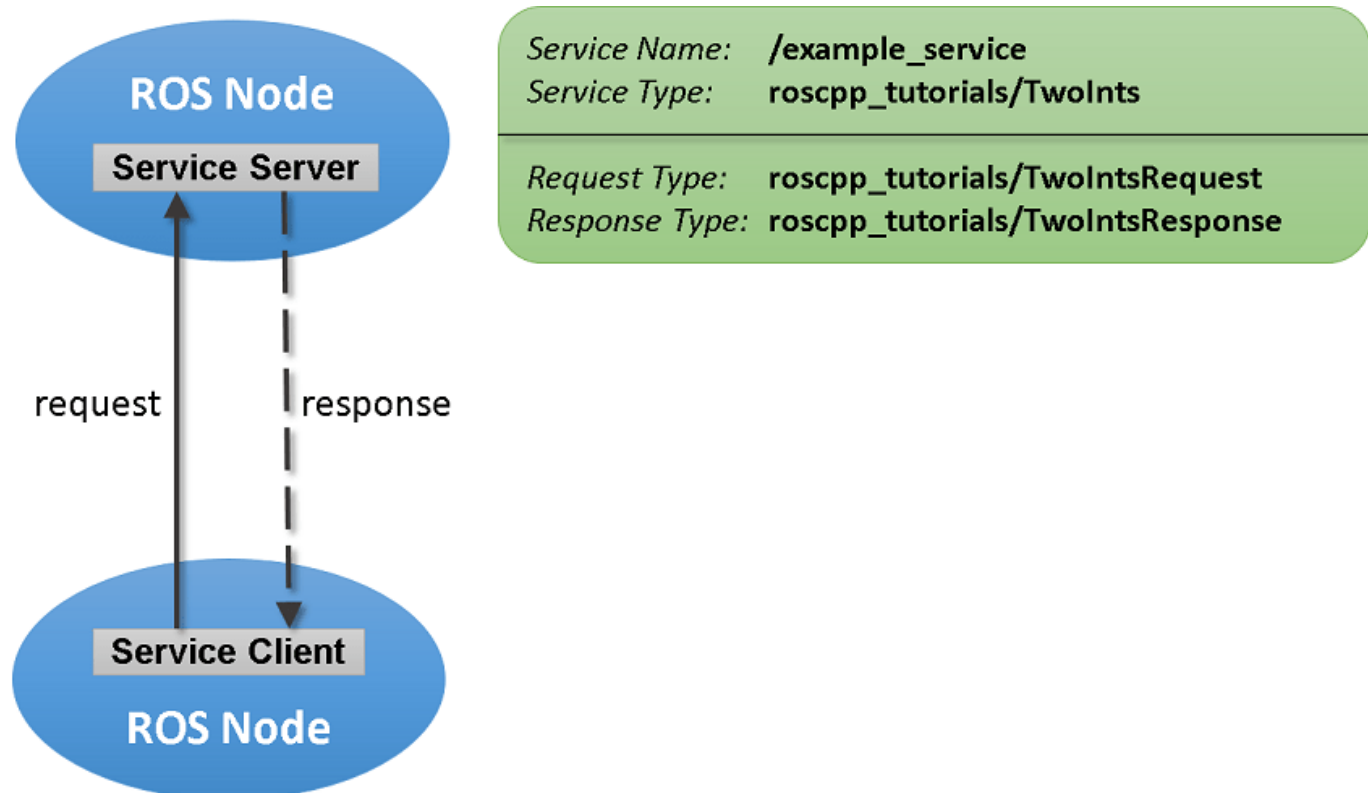 ROS Node
Service Server
request
response
Service Client
ROS Node
Service Name: /example_service
Service Type: roscpp_tutorials/TwoInts
Request Type: roscpp_tutorials/TwoIntsRequest
Response Type: roscpp_tutorials/TwoIntsResponse